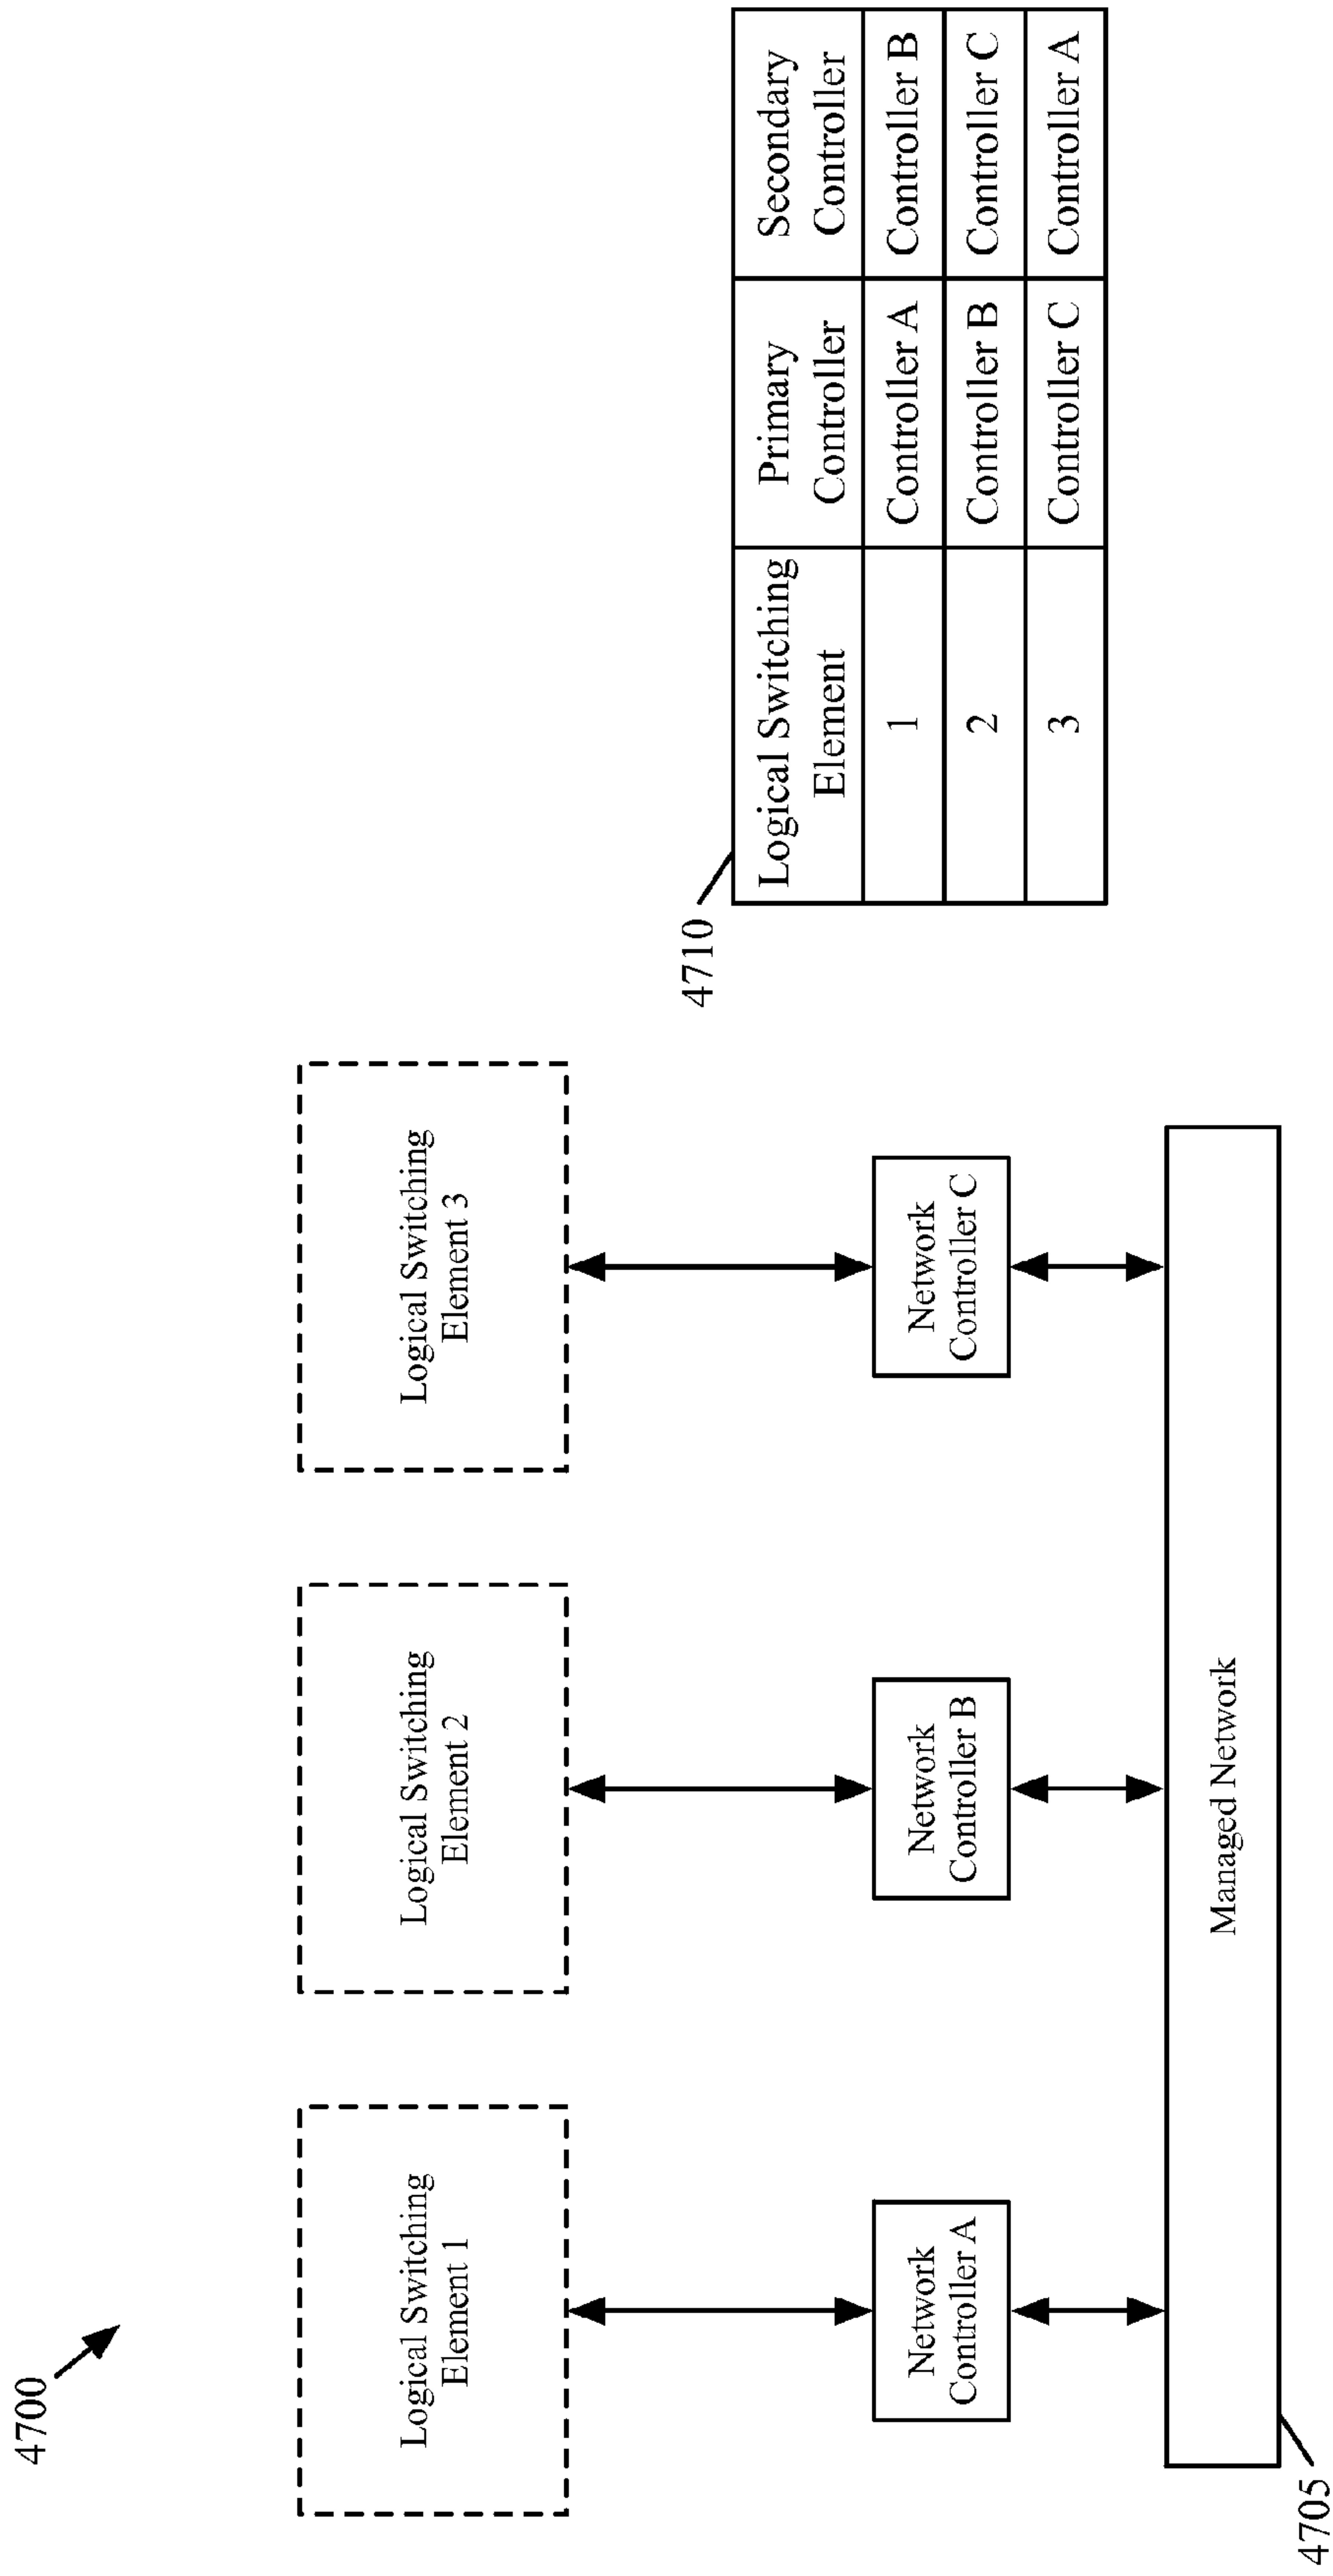 4700
Logical Switching
Element 1
Logical Switching
Element 2
Logical Switching
Element 3
Network
Controller A
Network
Controller B
Network
Controller C
Managed Network
4705
4710
Logical Switching
Element
Primary
Controller
Secondary
Controller
1
Controller A
Controller B
2
Controller B
Controller C
3
Controller C
Controller A